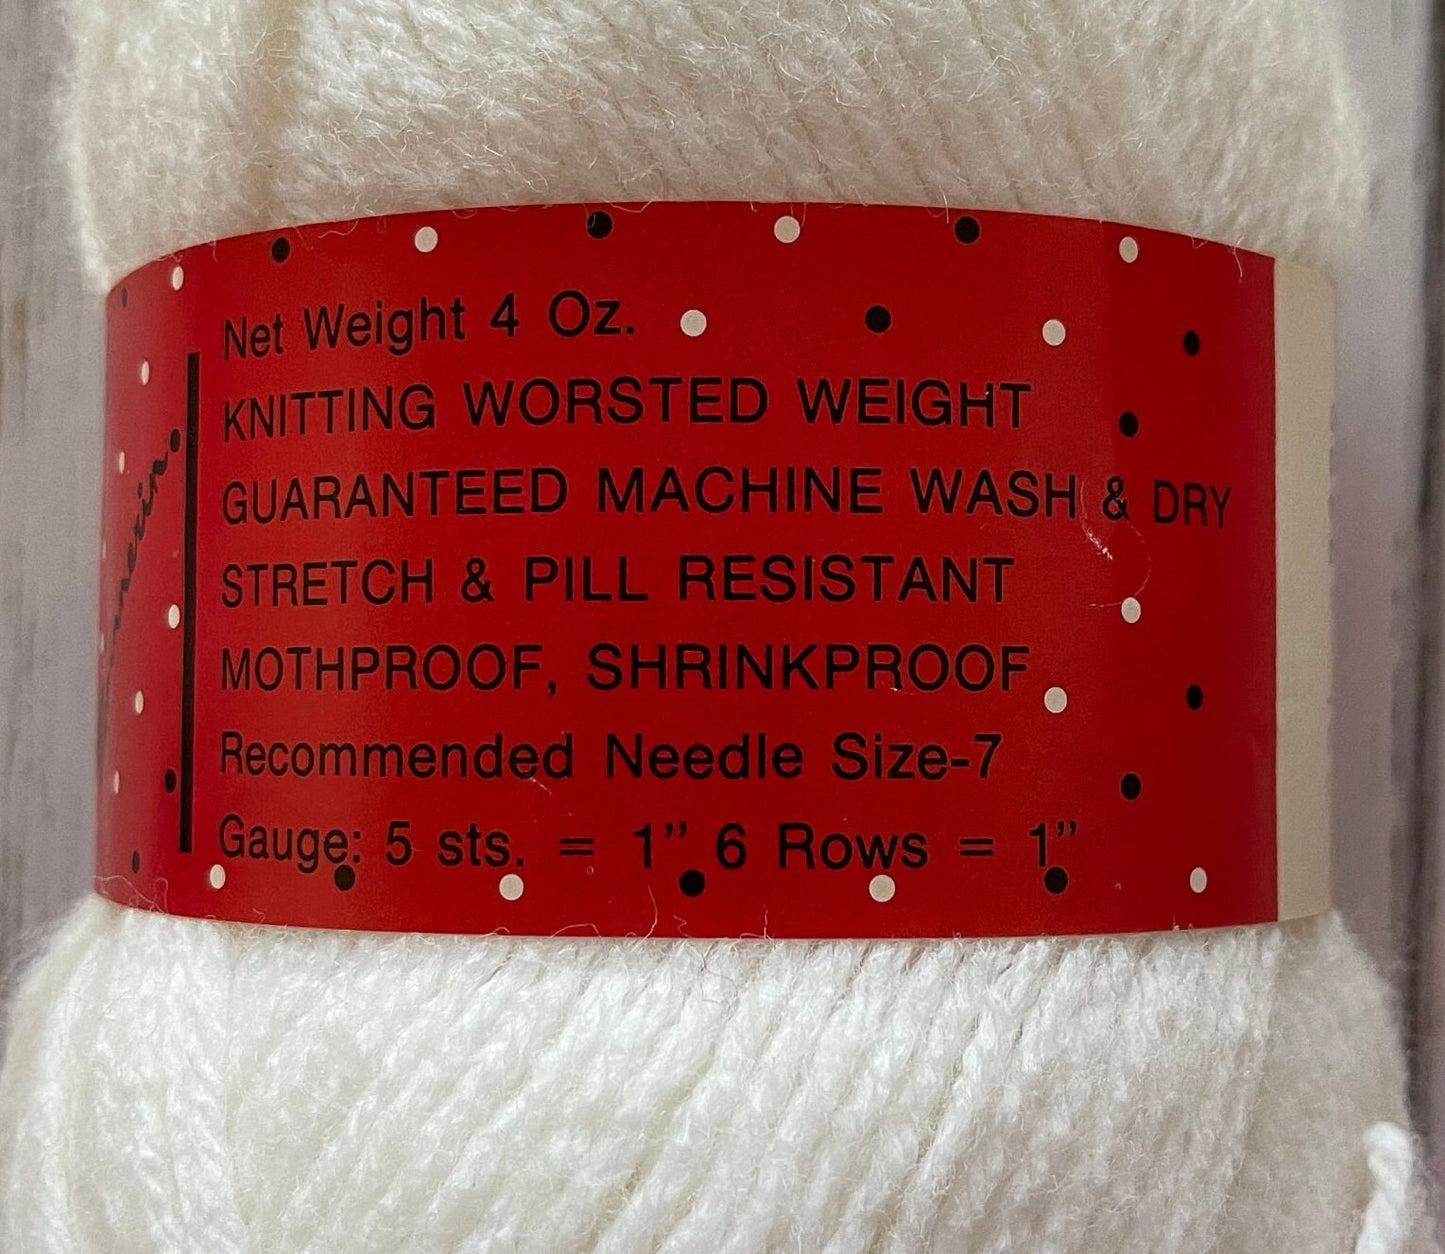 Net Weight 4 Oz.
KNITTING WORSTED WEIGHT
GUARANTEED MACHINE WASH & DRY
STRETCH & PILL RESISTANT
MOTHPROOF, SHRINKPROOF
Recommended Needle Size-7
Gauge: 5 sts. = 1” 6 Rows = 1”